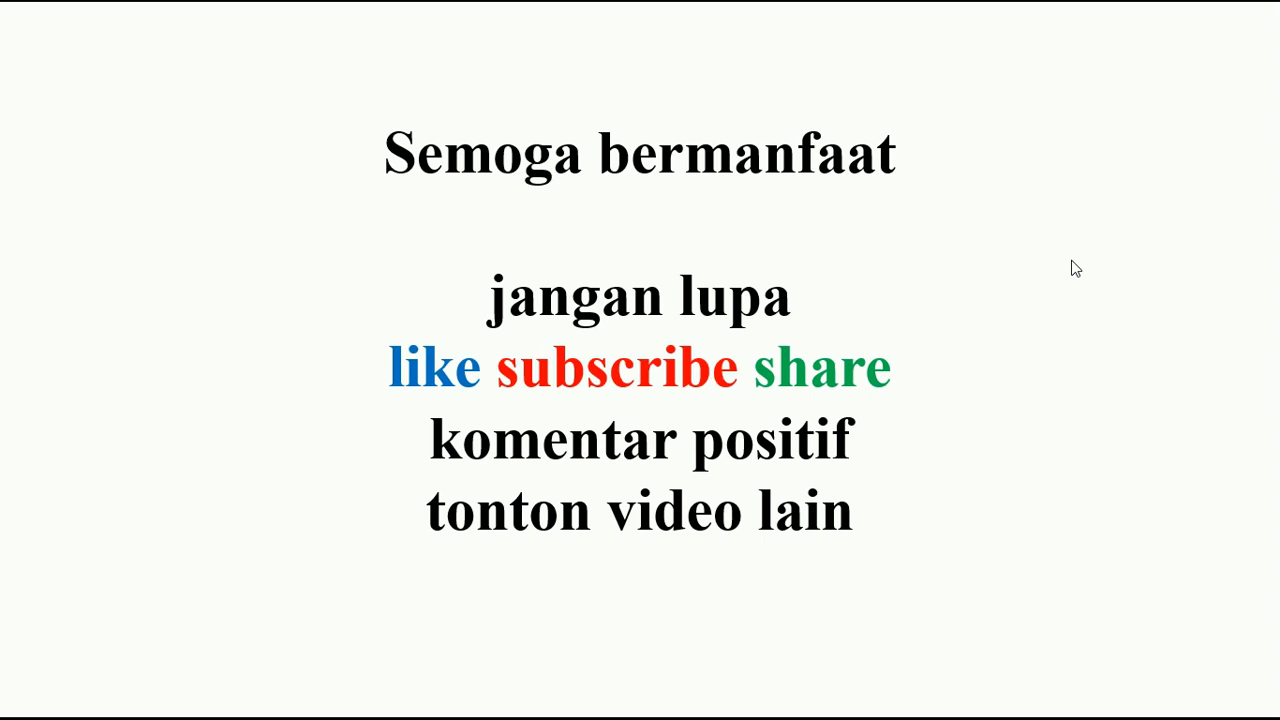 Semoga bermanfaat
jangan lupa
like subscribe share
komentar positif
tonton video lain